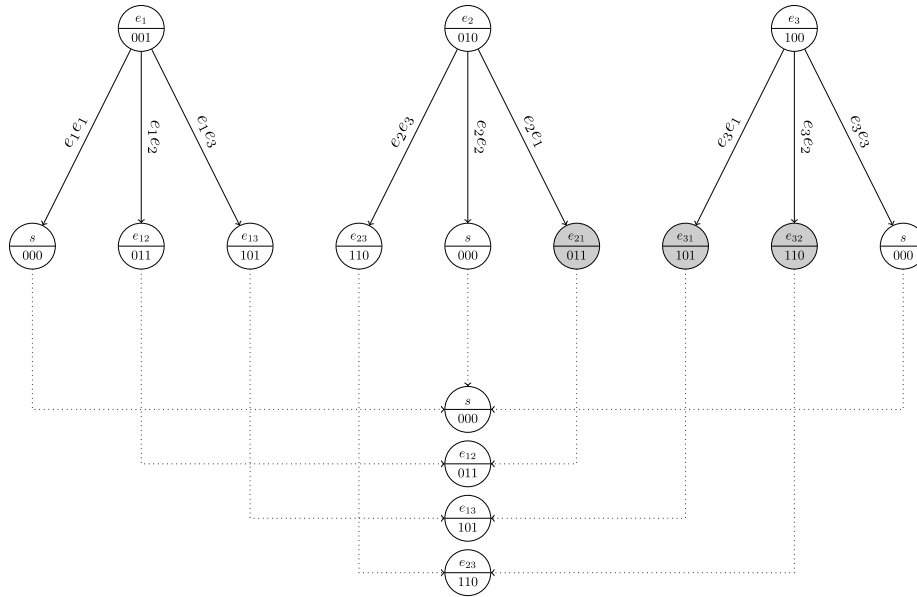 e₁ e₂ e₃
001 010 100
e₁e₁ e₁e₂ e₁e₃ e₂e₃ e₂e₂ e₂e₁ e₃e₁ e₃e₂ e₃e₃
s e₁₂ e₁₃ e₂₃ s e₂₁ e₃₁ e₃₂ s
000 011 101 110 000 011 101 110 000
s
000
e₁₂
011
e₁₃
101
e₂₃
110